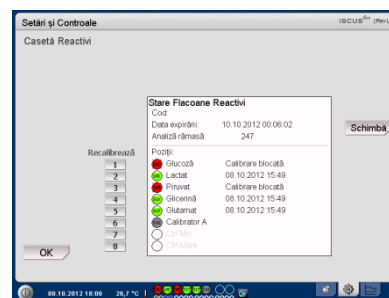 Setări și Controale
ISCUS
Casetă Reactivi
Stare Flacoane Reactivi
Cod:
Data expirării: 10.10.2012 00:06:02
Analiză rămasă: 247
Schimbă
Recalibrează
Poziții:
1 Glucoză Calibrare blocată
2 Lactat 08.10.2012 15:49
3 Piruvat Calibrare blocată
4 Glicerină 08.10.2012 15:49
5 Glutamat 08.10.2012 15:49
6 Calibrator A
7 Ctrl Mic
8 Ctrl Mare
OK
08.10.2012 18:00 26,7 °C